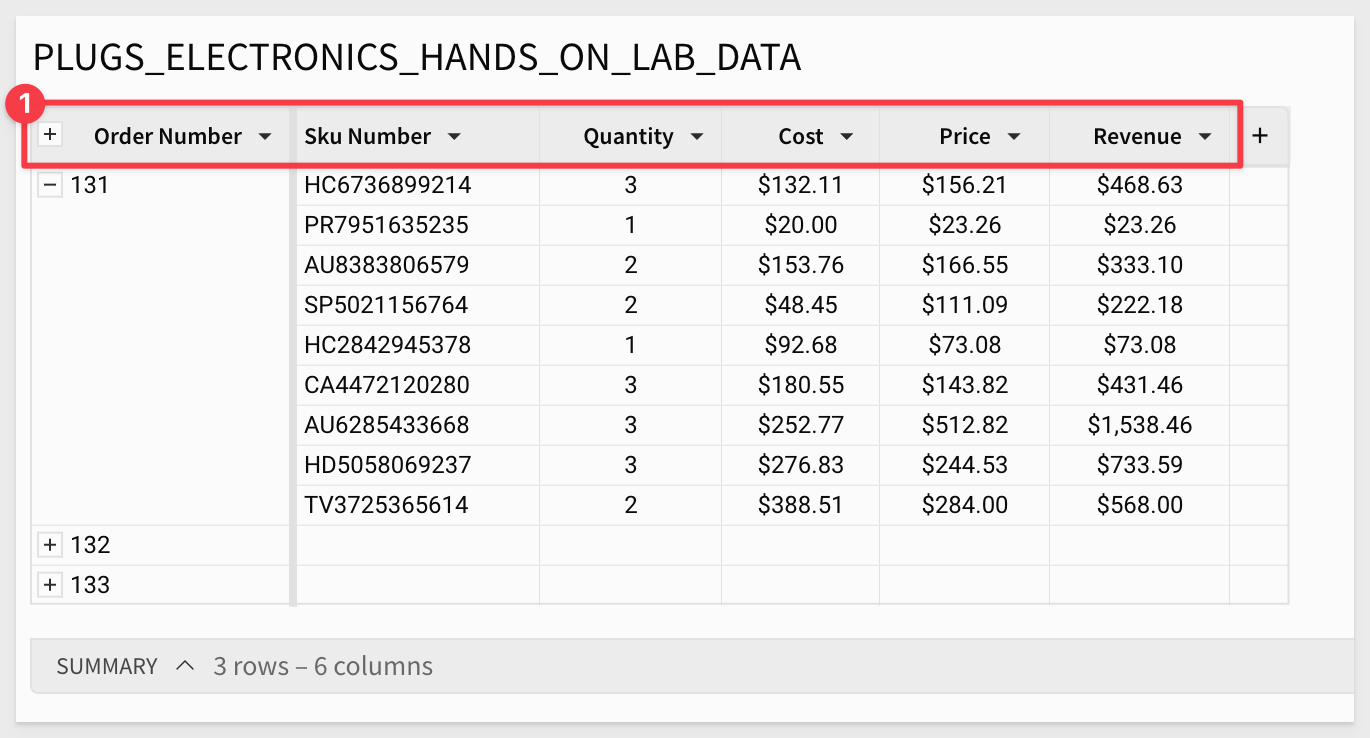 PLUGS_ELECTRONICS_HANDS_ON_LAB_DATA
1
+ Order Number Sku Number Quantity Cost Price Revenue +
− 131 HC6736899214 3 $132.11 $156.21 $468.63
PR7951635235 1 $20.00 $23.26 $23.26
AU8383806579 2 $153.76 $166.55 $333.10
SP5021156764 2 $48.45 $111.09 $222.18
HC2842945378 1 $92.68 $73.08 $73.08
CA4472120280 3 $180.55 $143.82 $431.46
AU6285433668 3 $252.77 $512.82 $1,538.46
HD5058069237 3 $276.83 $244.53 $733.59
TV3725365614 2 $388.51 $284.00 $568.00
+ 132
+ 133
SUMMARY 3 rows – 6 columns